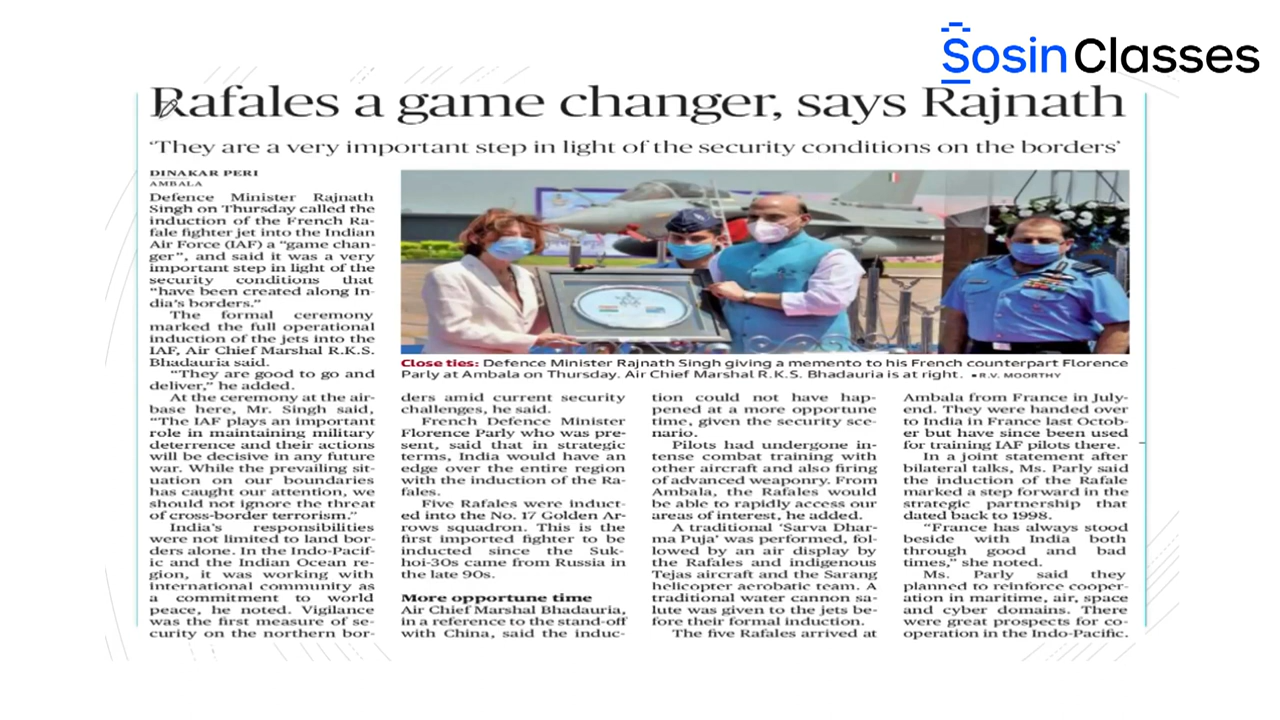 Sosin Classes
Rafales a game changer, says Rajnath
‘They are a very important step in light of the security conditions on the borders’
DINAKAR PERI
AMBALA
Defence Minister Rajnath
Singh on Thursday called the
induction of the French Ra-
fale fighter jet into the Indian
Air Force (IAF) a “game chan-
ger”, and said it was a very
important step in light of the
security conditions that
“have been created along In-
dia’s borders.”
The formal ceremony
marked the full operational
induction of the jets into the
IAF, Air Chief Marshal R.K.S.
Bhadauria said.
“They are good to go and
deliver,” he added.
At the ceremony at the air-
base here, Mr. Singh said,
“The IAF plays an important
role in maintaining military
deterrence and their actions
will be decisive in any future
war. While the prevailing sit-
uation on our boundaries
has caught our attention, we
should not ignore the threat
of cross-border terrorism.”
India’s responsibilities
were not limited to land bor-
ders alone. In the Indo-Pacif-
ic and the Indian Ocean re-
gion, it was working with
international community as
a commitment to world
peace, he noted. Vigilance
was the first measure of se-
curity on the northern bor-
Close ties: Defence Minister Rajnath Singh giving a memento to his French counterpart Florence
Parly at Ambala on Thursday. Air Chief Marshal R.K.S. Bhadauria is at right. •R.V. MOORTHY
ders amid current security
challenges, he said.
French Defence Minister
Florence Parly who was pre-
sent, said that in strategic
terms, India would have an
edge over the entire region
with the induction of the Ra-
fales.
Five Rafales were induct-
ed into the No. 17 Golden Ar-
rows squadron. This is the
first imported fighter to be
inducted since the Suk-
hoi-30s came from Russia in
the late 90s.
More opportune time
Air Chief Marshal Bhadauria,
in a reference to the stand-off
with China, said the induc-
tion could not have hap-
pened at a more opportune
time, given the security sce-
nario.
Pilots had undergone in-
tense combat training with
other aircraft and also firing
of advanced weaponry. From
Ambala, the Rafales would
be able to rapidly access our
areas of interest, he added.
A traditional ‘Sarva Dhar-
ma Puja’ was performed, fol-
lowed by an air display by
the Rafales and indigenous
Tejas aircraft and the Sarang
helicopter aerobatic team. A
traditional water cannon sa-
lute was given to the jets be-
fore their formal induction.
The five Rafales arrived at
Ambala from France in July-
end. They were handed over
to India in France last Octob-
er but have since been used
for training IAF pilots there.
In a joint statement after
bilateral talks, Ms. Parly said
the induction of the Rafale
marked a step forward in the
strategic partnership that
dated back to 1998.
“France has always stood
beside with India both
through good and bad
times,” she noted.
Ms. Parly said they
planned to reinforce cooper-
ation in maritime, air, space
and cyber domains. There
were great prospects for co-
operation in the Indo-Pacific.